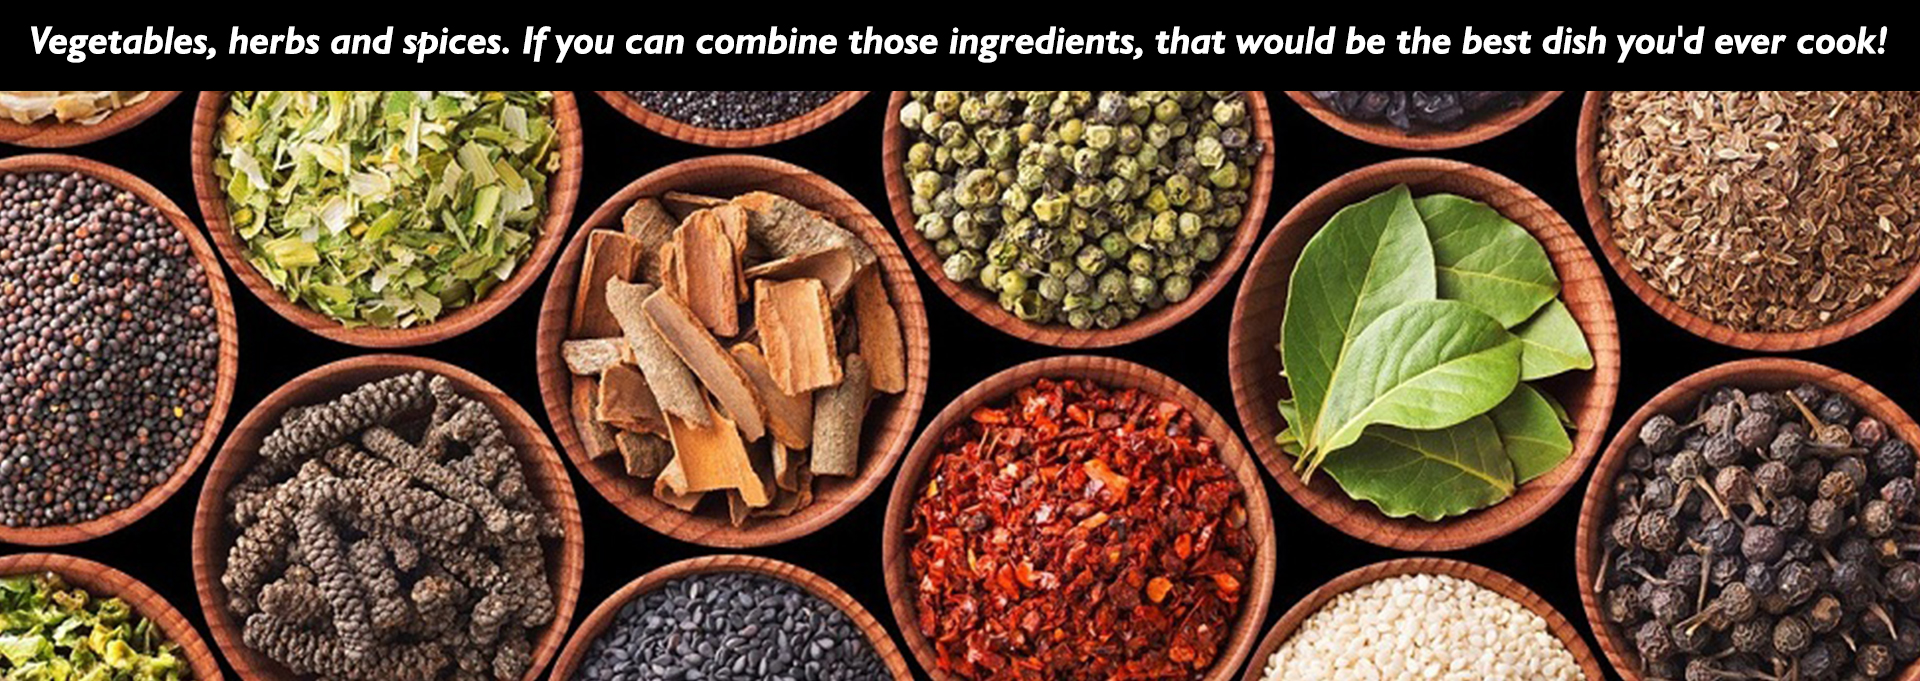 Vegetables, herbs and spices. If you can combine those ingredients, that would be the best dish you'd ever cook!